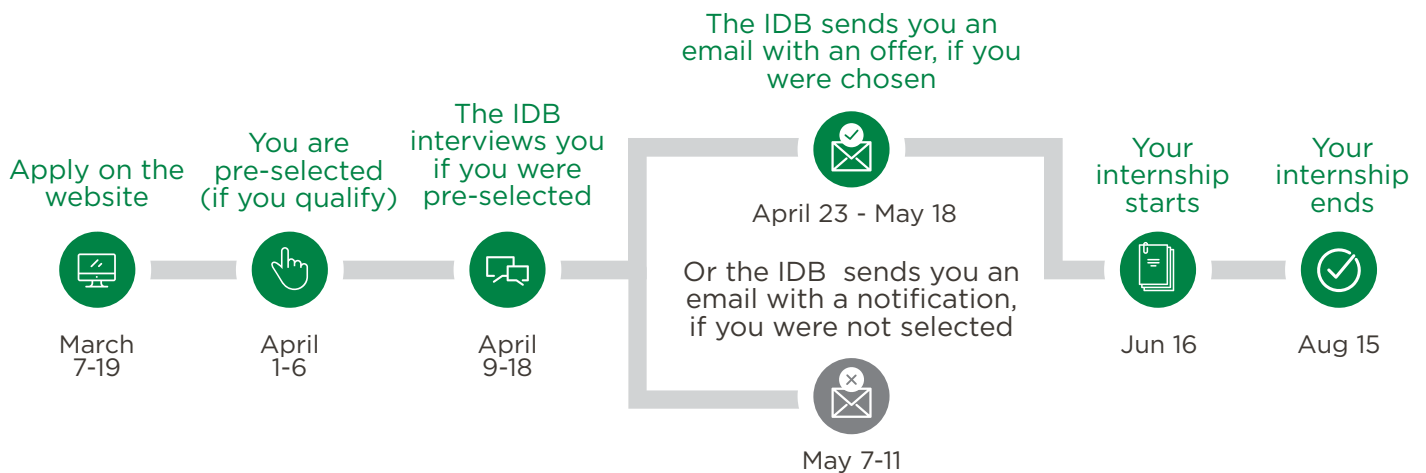 Apply on the
website
March
7-19
You are
pre-selected
(if you qualify)
April
1-6
The IDB
interviews you
if you were
pre-selected
April
9-18
The IDB sends you an
email with an offer, if you
were chosen
April 23 - May 18
Or the IDB sends you an
email with a notification,
if you were not selected
May 7-11
Your
internship
starts
Jun 16
Your
internship
ends
Aug 15